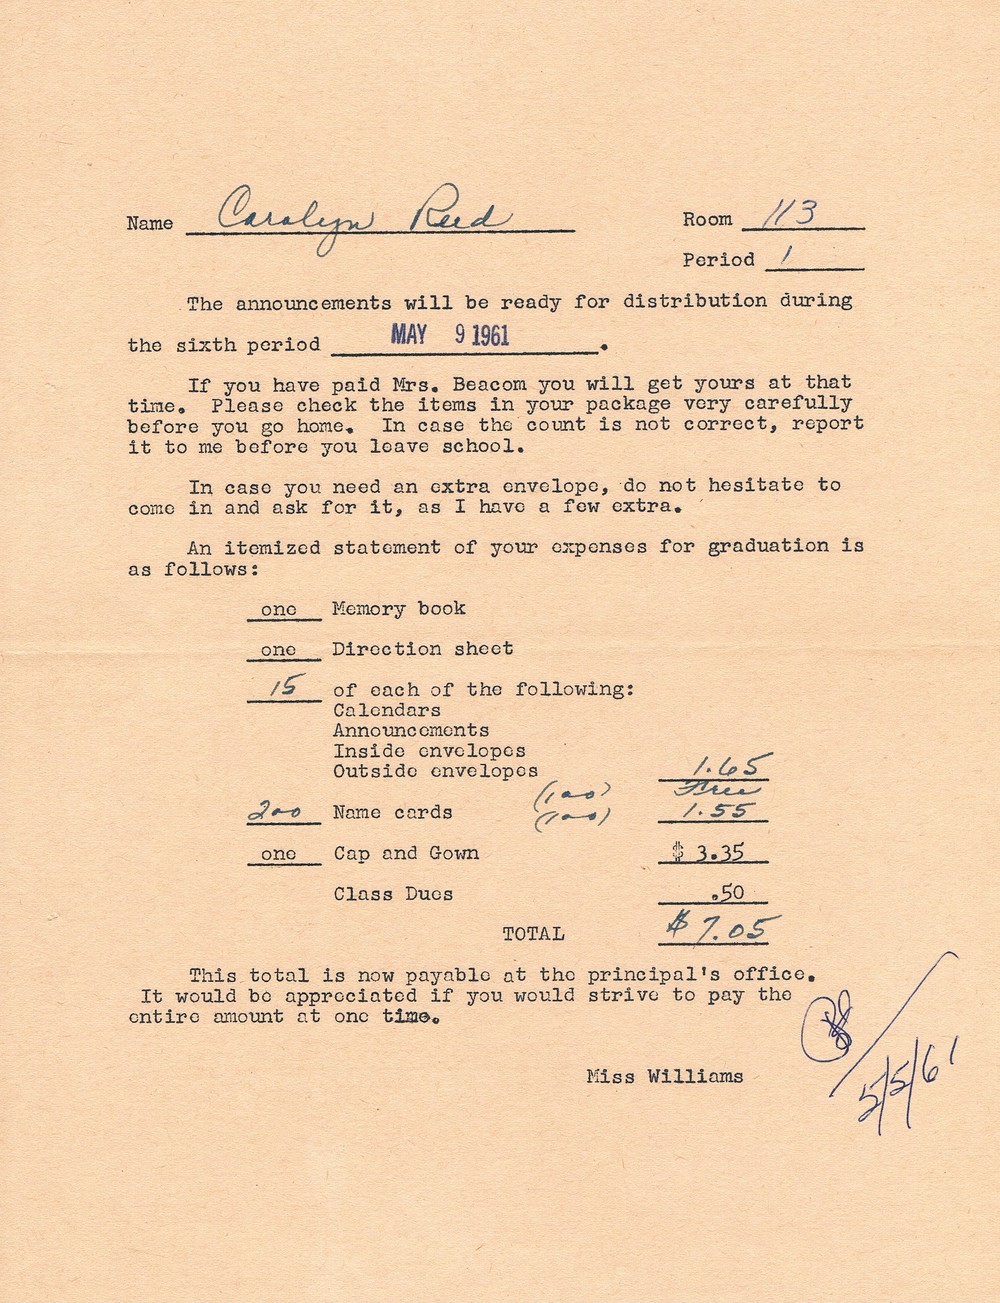 Name Carolyn Reed Room 113
Period 1
The announcements will be ready for distribution during
the sixth period MAY 9 1961.
If you have paid Mrs. Beacom you will get yours at that
time. Please check the items in your package very carefully
before you go home. In case the count is not correct, report
it to me before you leave school.
In case you need an extra envelope, do not hesitate to
come in and ask for it, as I have a few extra.
An itemized statement of your expenses for graduation is
as follows:
one Memory book
one Direction sheet
15 of each of the following:
Calendars
Announcements
Inside envelopes
Outside envelopes 1.65
(100) Free
200 Name cards (100) 1.55
one Cap and Gown $ 3.35
Class Dues .50
TOTAL $ 7.05
This total is now payable at the principal's office.
It would be appreciated if you would strive to pay the
entire amount at one time.
Miss Williams
5/5/61